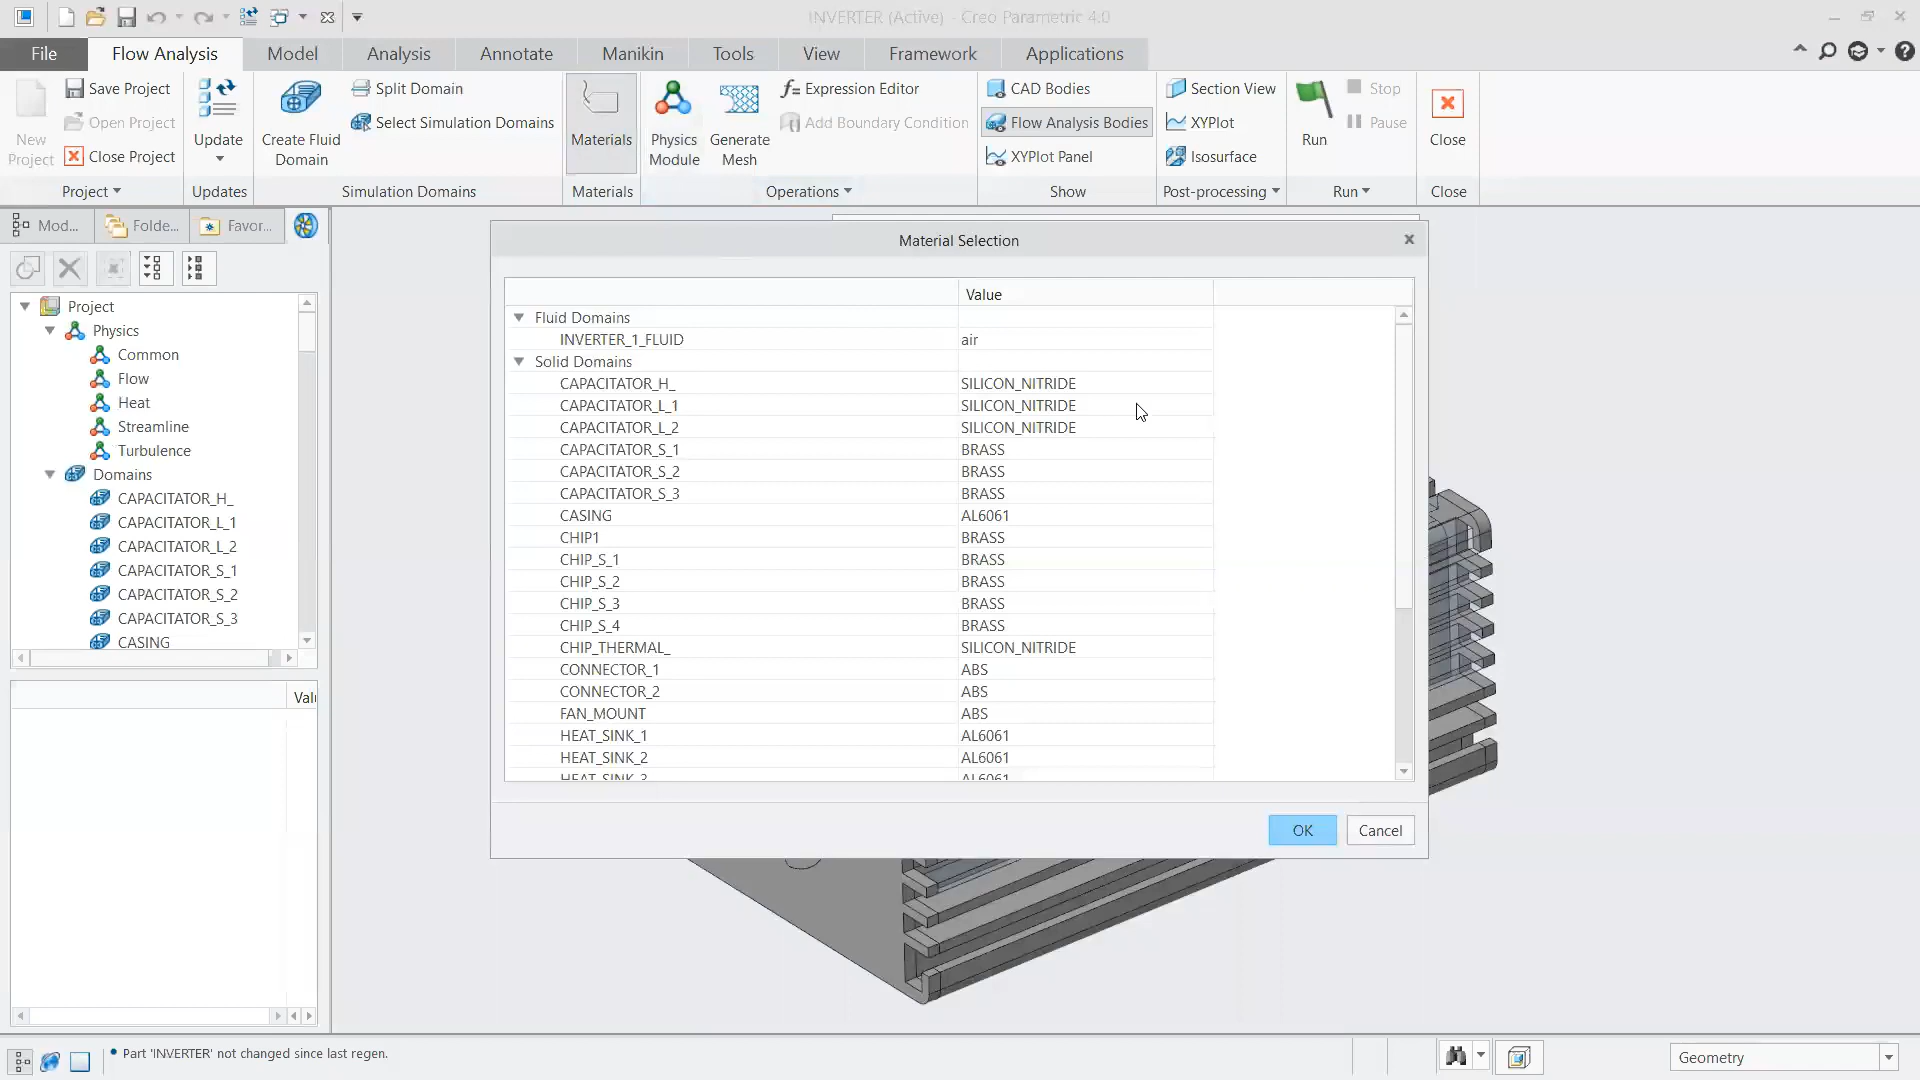 INVERTER (Active) - Creo Parametric 4.0
File Flow Analysis Model Analysis Annotate Manikin Tools View Framework Applications
New Project
Save Project
Open Project
Close Project
Update
Create Fluid Domain
Split Domain
Select Simulation Domains
Materials
Physics Module
Generate Mesh
Expression Editor
Add Boundary Condition
CAD Bodies
Flow Analysis Bodies
XYPlot Panel
Section View
XYPlot
Isosurface
Run
Stop
Pause
Close
Project Updates Simulation Domains Materials Operations Show Post-processing Run Close
Mod... Folde... Favor...
Project
Physics
Common
Flow
Heat
Streamline
Turbulence
Domains
CAPACITATOR_H_
CAPACITATOR_L_1
CAPACITATOR_L_2
CAPACITATOR_S_1
CAPACITATOR_S_2
CAPACITATOR_S_3
CASING
Valu
Material Selection
Value
Fluid Domains
INVERTER_1_FLUID air
Solid Domains
CAPACITATOR_H_ SILICON_NITRIDE
CAPACITATOR_L_1 SILICON_NITRIDE
CAPACITATOR_L_2 SILICON_NITRIDE
CAPACITATOR_S_1 BRASS
CAPACITATOR_S_2 BRASS
CAPACITATOR_S_3 BRASS
CASING AL6061
CHIP1 BRASS
CHIP_S_1 BRASS
CHIP_S_2 BRASS
CHIP_S_3 BRASS
CHIP_S_4 BRASS
CHIP_THERMAL_ SILICON_NITRIDE
CONNECTOR_1 ABS
CONNECTOR_2 ABS
FAN_MOUNT ABS
HEAT_SINK_1 AL6061
HEAT_SINK_2 AL6061
HEAT_SINK_3 AL6061
OK Cancel
Part 'INVERTER' not changed since last regen.
Geometry